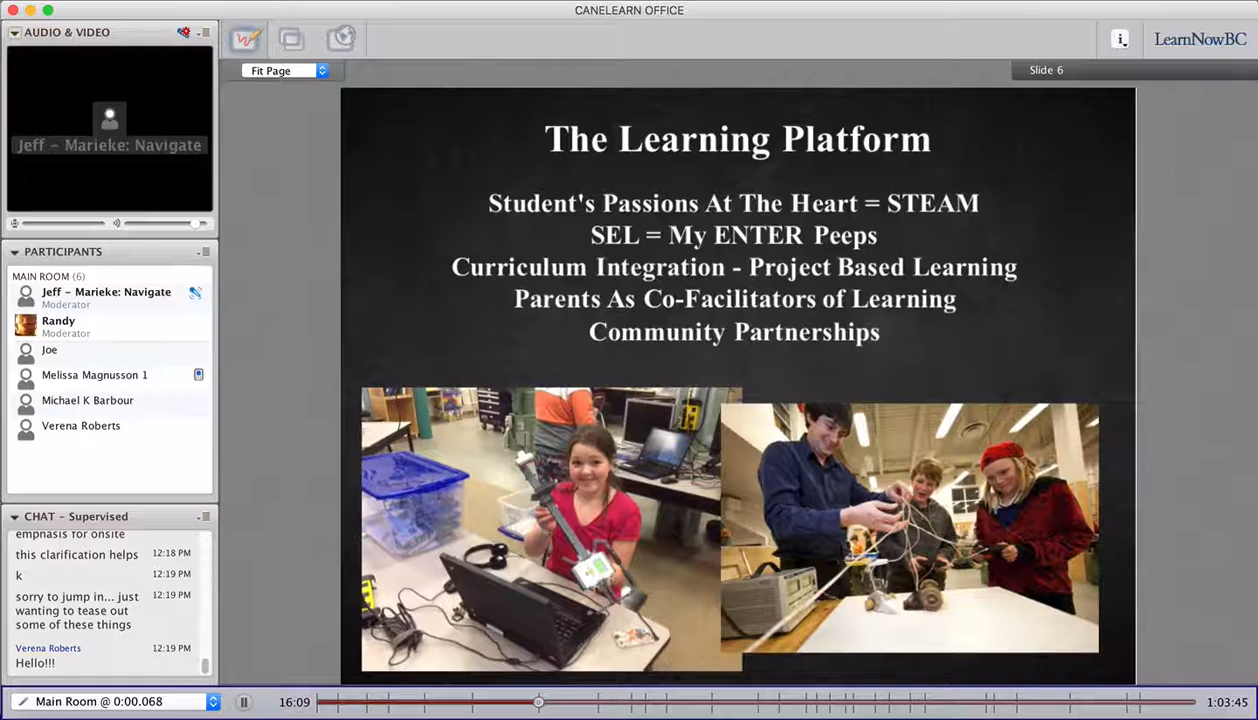 CANELEARN OFFICE
AUDIO & VIDEO
Jeff - Marieke: Navigate
PARTICIPANTS
MAIN ROOM (6)
Jeff - Marieke: Navigate
Moderator
Randy
Moderator
Joe
Melissa Magnusson 1
Michael K Barbour
Verena Roberts
CHAT - Supervised
emphasis for onsite
this clarification helps 12:18 PM
k 12:19 PM
sorry to jump in... just 12:19 PM
wanting to tease out
some of these things
Verena Roberts 12:19 PM
Hello!!!
Main Room @ 0:00.068
16:09
1:03:45
Fit Page
i
LearnNowBC
Slide 6
The Learning Platform
Student's Passions At The Heart = STEAM
SEL = My ENTER Peeps
Curriculum Integration - Project Based Learning
Parents As Co-Facilitators of Learning
Community Partnerships